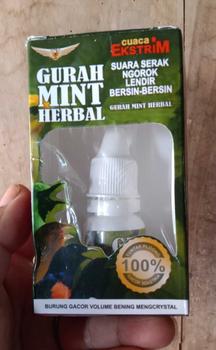 GURAH
MINT
HERBAL
cuaca
EKSTRIM
SUARA SERAK
NGOROK
LENDIR
BERSIN-BERSIN
GURAH MINT HERBAL
100%
BURUNG GACOR VOLUME BENING MENGCRYSTAL